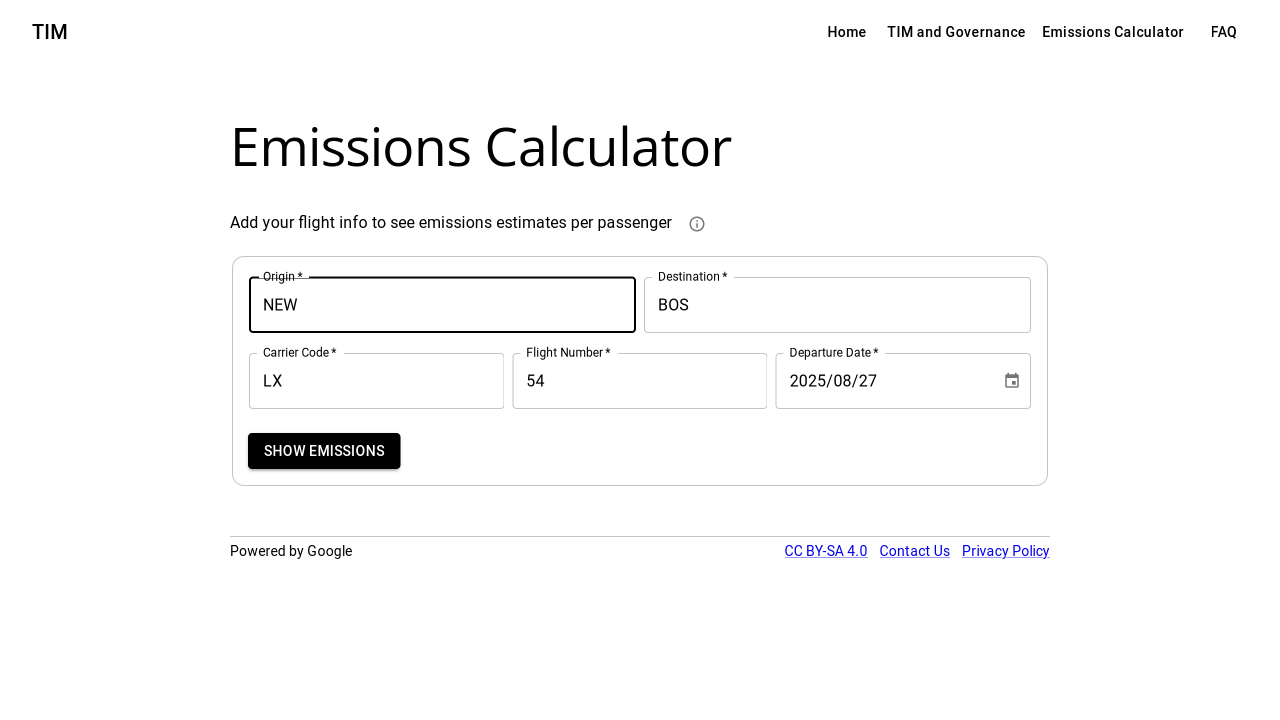 TIM
Home TIM and Governance Emissions Calculator FAQ
Emissions Calculator
Add your flight info to see emissions estimates per passenger
Origin * Destination *
NEW BOS
Carrier Code * Flight Number * Departure Date *
LX 54 2025/08/27
SHOW EMISSIONS
Powered by Google CC BY-SA 4.0 Contact Us Privacy Policy